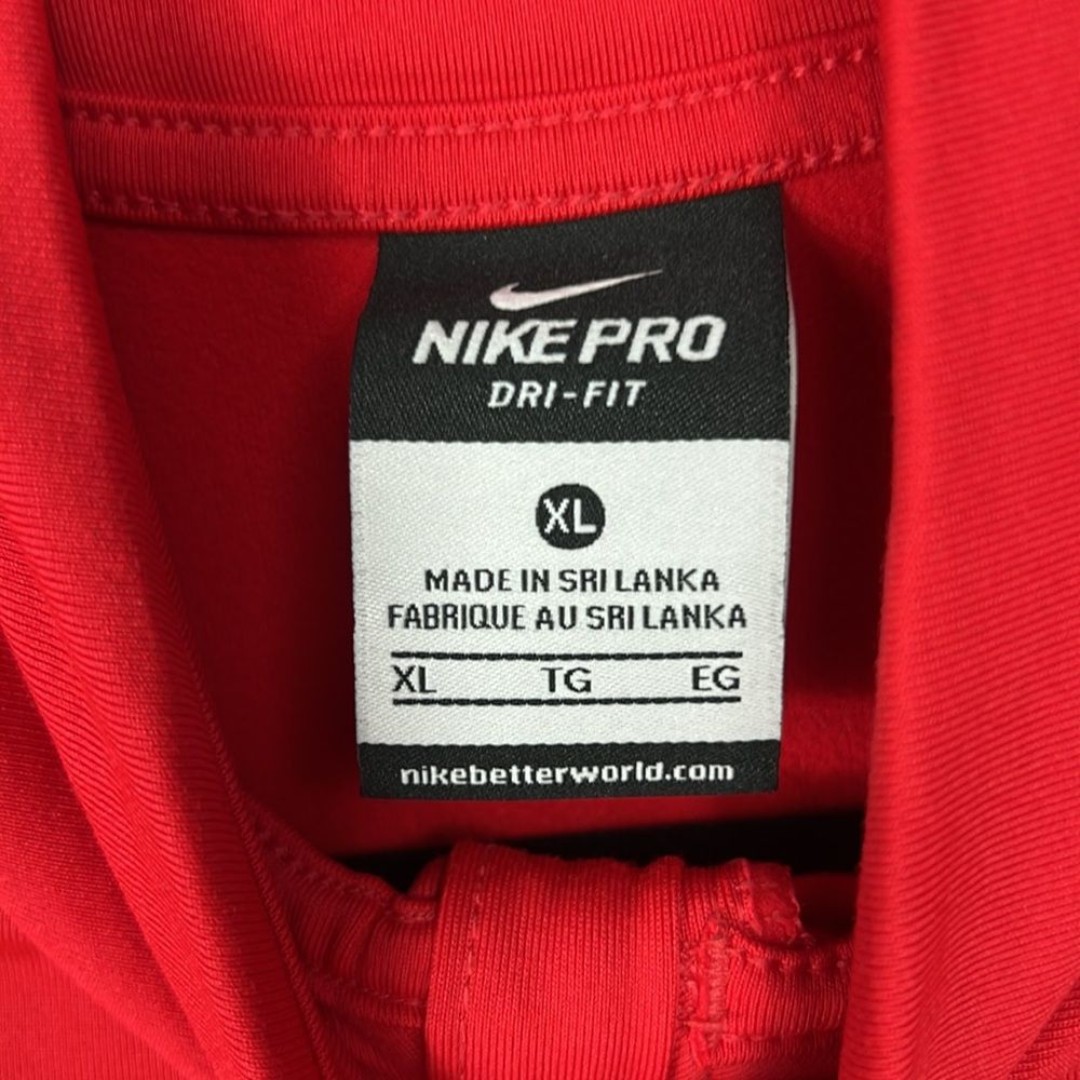 NIKE PRO
DRI-FIT
XL
MADE IN SRI LANKA
FABRIQUE AU SRI LANKA
XL TG EG
nikebetterworld.com